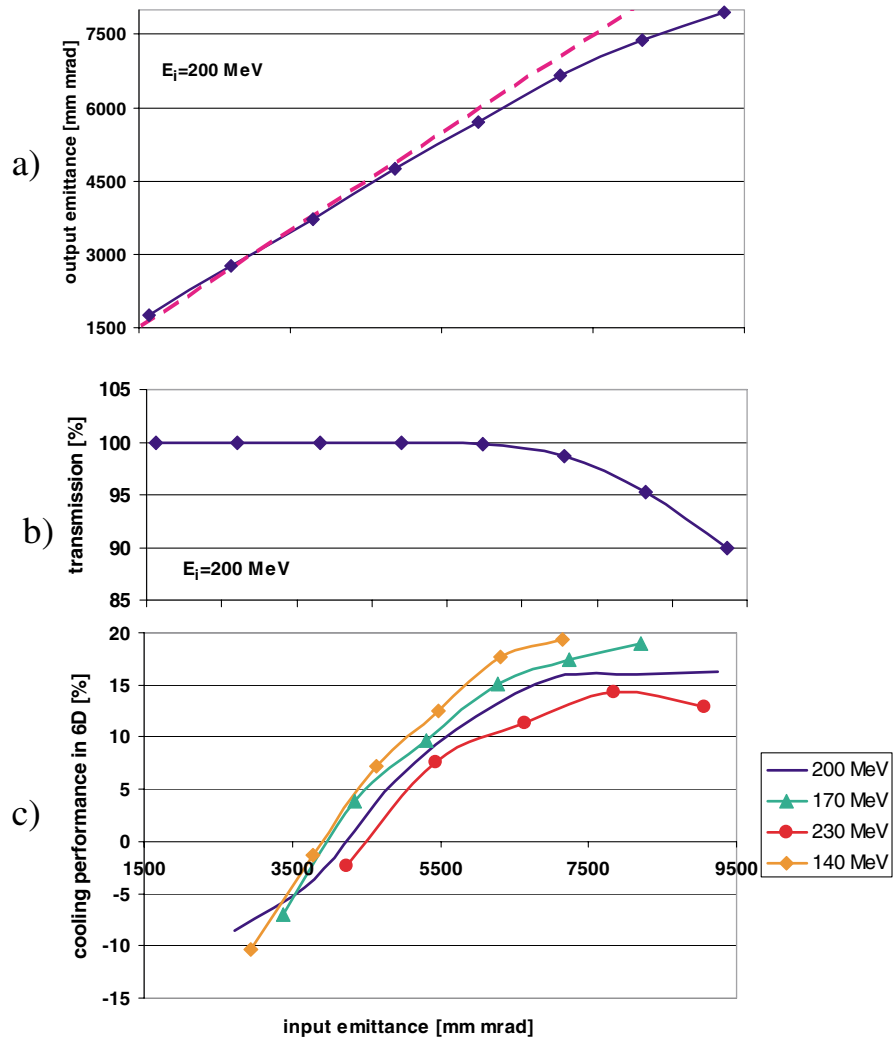 a)
output emittance [mm mrad]
7500
6000
4500
3000
1500
E_i=200 MeV
b)
transmission [%]
105
100
95
90
85
E_i=200 MeV
c)
cooling performance in 6D [%]
20
15
10
5
0
-5
-10
-15
1500 3500 5500 7500 9500
input emittance [mm mrad]
200 MeV
170 MeV
230 MeV
140 MeV